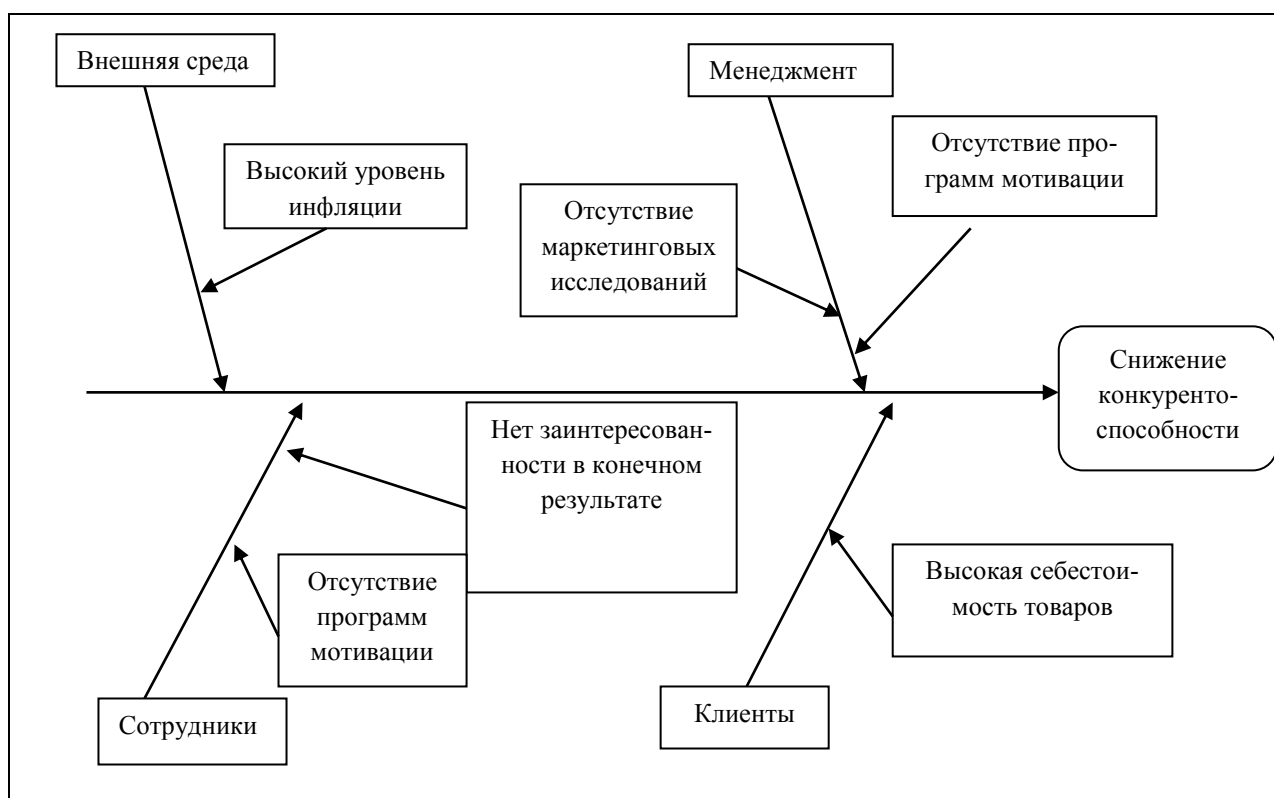 Внешняя среда
Менеджмент
Высокий уровень
инфляции
Отсутствие
маркетинговых
исследований
Отсутствие про-
грамм мотивации
Снижение
конкуренто-
способности
Нет заинтересован-
ности в конечном
результате
Отсутствие
программ
мотивации
Высокая себестои-
мость товаров
Сотрудники
Клиенты